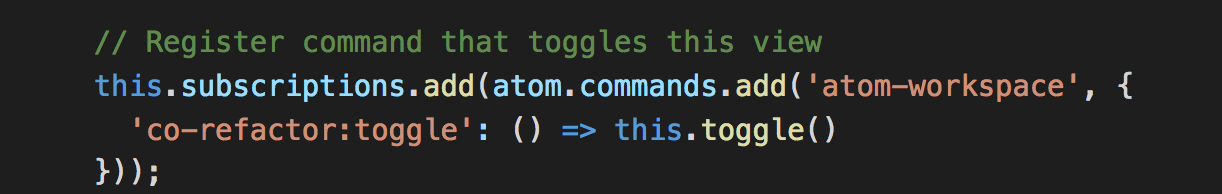 // Register command that toggles this view
this.subscriptions.add(atom.commands.add('atom-workspace', {
'co-refactor:toggle': () => this.toggle()
}));